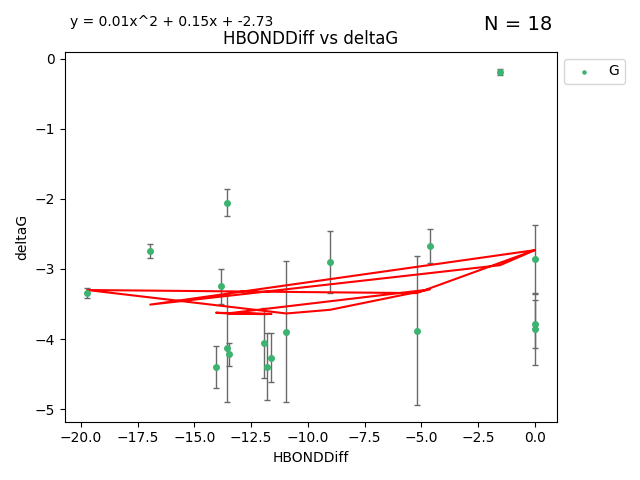 y = 0.01x^2 + 0.15x + -2.73
N = 18
HBONDDiff vs deltaG
G
deltaG
0
−1
−2
−3
−4
−5
−20.0 −17.5 −15.0 −12.5 −10.0 −7.5 −5.0 −2.5 0.0
HBONDDiff